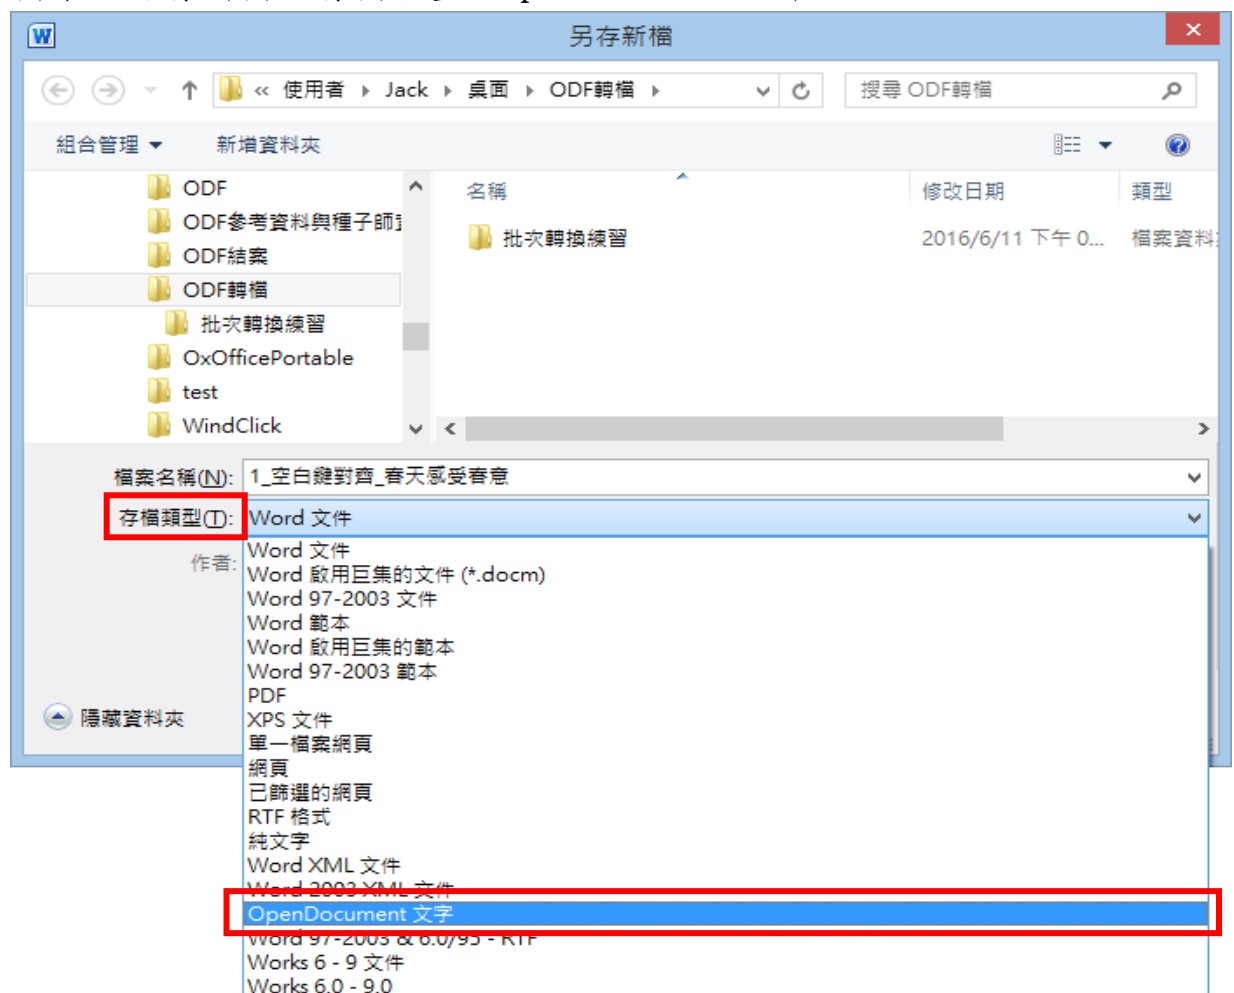 另存新檔
« 使用者 ▸ Jack ▸ 桌面 ▸ ODF轉檔 ▸
搜尋 ODF轉檔
組合管理 ▼ 新增資料夾
ODF
ODF參考資料與種子師
ODF結案
ODF轉檔
批次轉換練習
OxOfficePortable
test
WindClick
名稱 修改日期 類型
批次轉換練習 2016/6/11 下午 0... 檔案資料
檔案名稱(N): 1_空白鍵對齊_春天感受春意
存檔類型(T): Word 文件
作者:
Word 文件
Word 啟用巨集的文件 (*.docm)
Word 97-2003 文件
Word 範本
Word 啟用巨集的範本
Word 97-2003 範本
PDF
XPS 文件
單一檔案網頁
網頁
已篩選的網頁
RTF 格式
純文字
Word XML 文件
Word 2003 XML 文件
OpenDocument 文字
Word 97-2003 & 6.0/95 - RTF
Works 6 - 9 文件
Works 6.0 - 9.0
隱藏資料夾